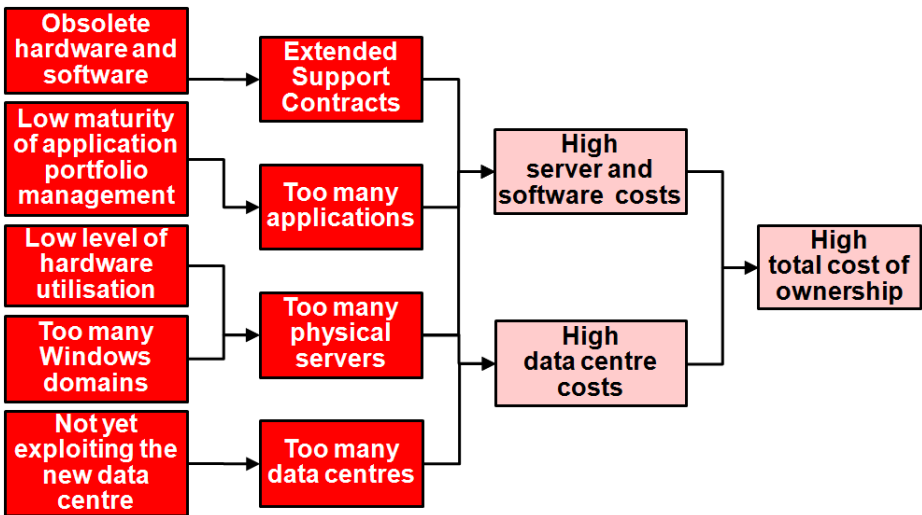 Obsolete
hardware and
software
Extended
Support
Contracts
Low maturity
of application
portfolio
management
Too many
applications
High
server and
software costs
Low level of
hardware
utilisation
Too many
physical
servers
High
total cost of
ownership
Too many
Windows
domains
High
data centre
costs
Not yet
exploiting the
new data
centre
Too many
data centres